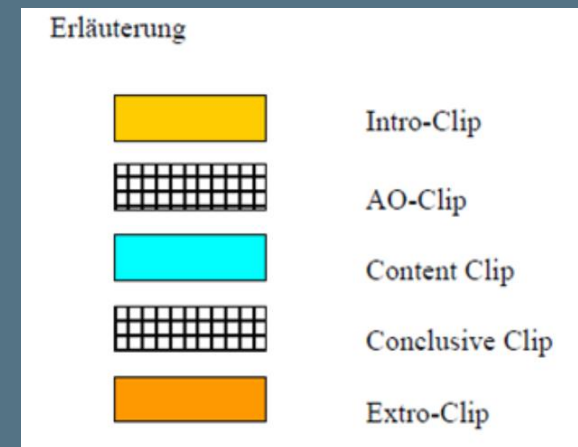 Erläuterung
Intro-Clip
AO-Clip
Content Clip
Conclusive Clip
Extro-Clip